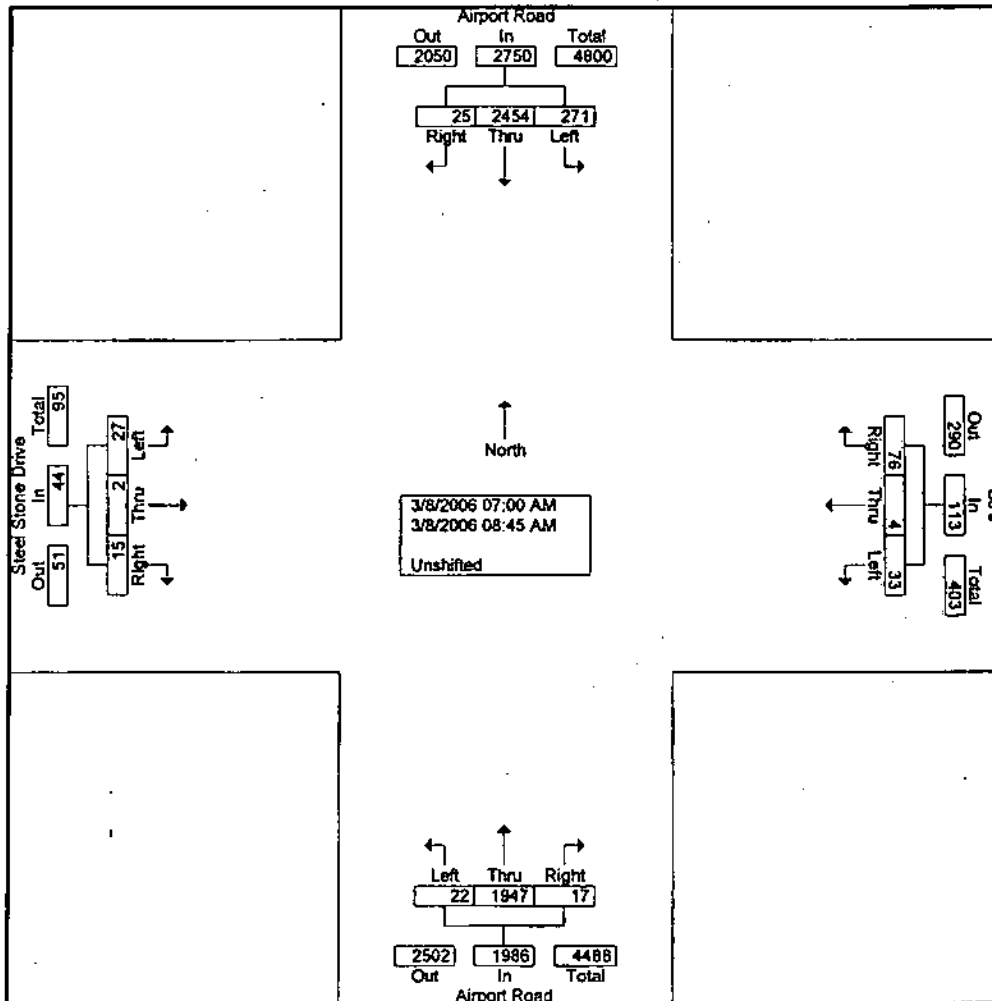 Airport Road
Out In Total
2050 2750 4800
25 2454 271
Right Thru Left
Steel Stone Drive
Total In Out
95 44 51
27 2 15
Left Thru Right
North
3/8/2006 07:00 AM
3/8/2006 08:45 AM
Unshifted
Right Thru Left
76 4 33
Out In Total
290 113 403
Left Thru Right
22 1947 17
2502 1986 4488
Out In Total
Airport Road